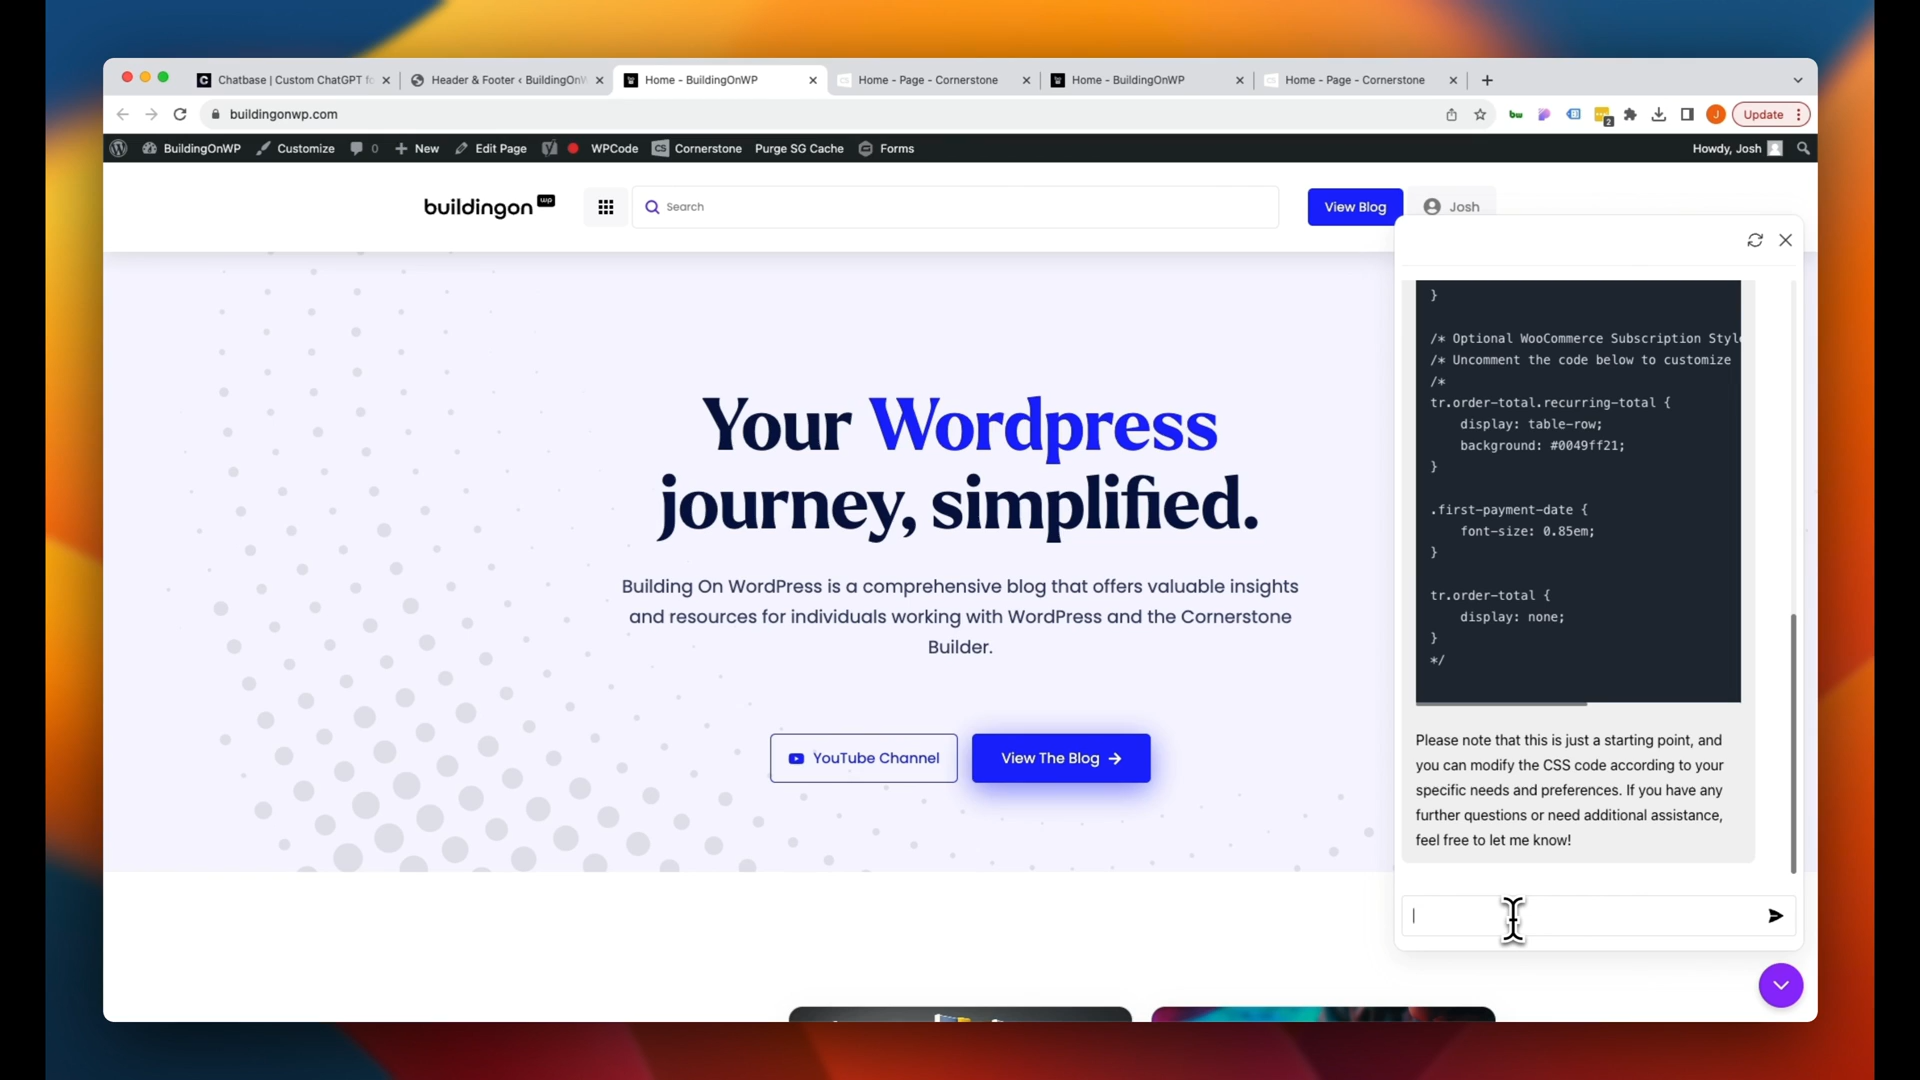 Chatbase | Custom ChatGPT fo
Header & Footer ‹ BuildingOnW
Home - BuildingOnWP
Home - Page - Cornerstone
Home - BuildingOnWP
Home - Page - Cornerstone
buildingonwp.com
bw
2
J
Update
BuildingOnWP
Customize
0
New
Edit Page
WPCode
CS
Cornerstone
Purge SG Cache
Forms
Howdy, Josh
buildingon wp
Search
View Blog
Josh
Your Wordpress
journey, simplified.
Building On WordPress is a comprehensive blog that offers valuable insights
and resources for individuals working with WordPress and the Cornerstone
Builder.
YouTube Channel
View The Blog
}
/* Optional WooCommerce Subscription Style
/* Uncomment the code below to customize
/*
tr.order-total.recurring-total {
display: table-row;
background: #0049ff21;
}
.first-payment-date {
font-size: 0.85em;
}
tr.order-total {
display: none;
}
*/
Please note that this is just a starting point, and
you can modify the CSS code according to your
specific needs and preferences. If you have any
further questions or need additional assistance,
feel free to let me know!